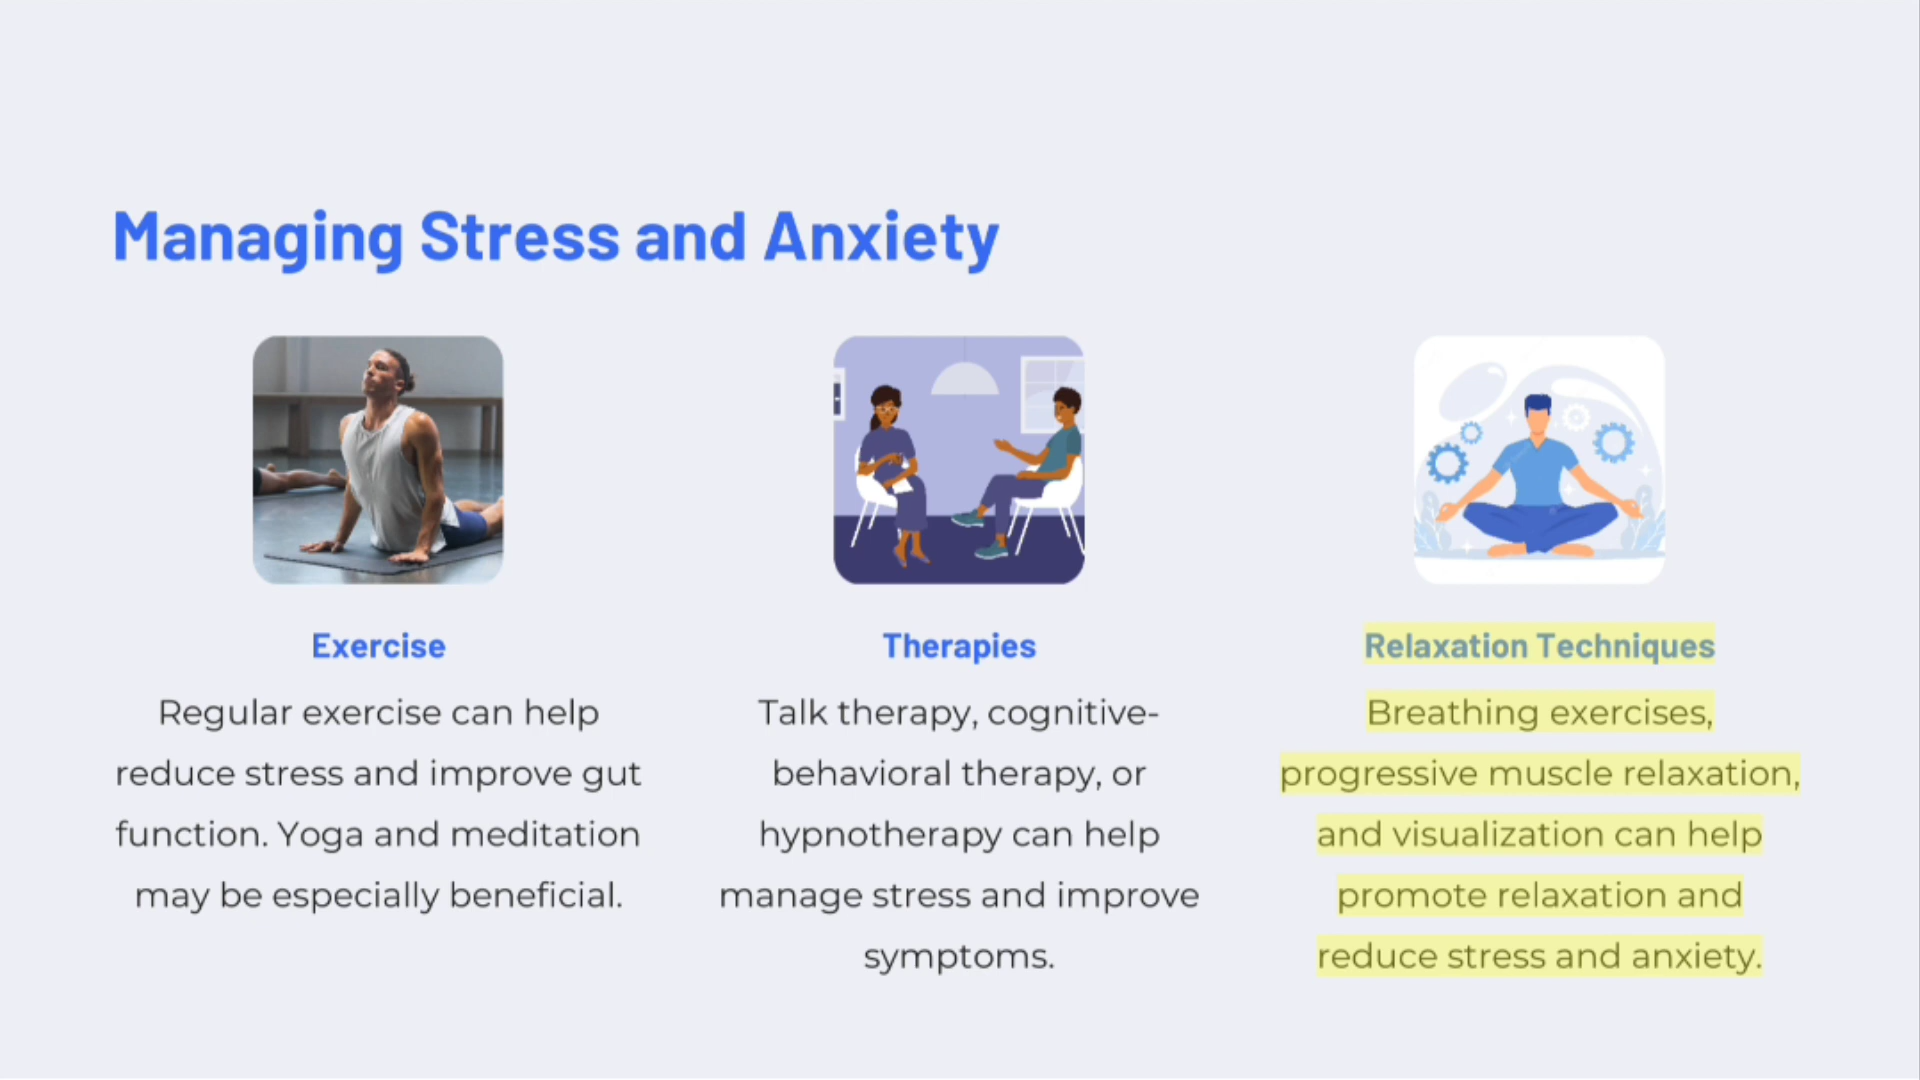 Managing Stress and Anxiety
Exercise
Regular exercise can help
reduce stress and improve gut
function. Yoga and meditation
may be especially beneficial.
Therapies
Talk therapy, cognitive-
behavioral therapy, or
hypnotherapy can help
manage stress and improve
symptoms.
Relaxation Techniques
Breathing exercises,
progressive muscle relaxation,
and visualization can help
promote relaxation and
reduce stress and anxiety.